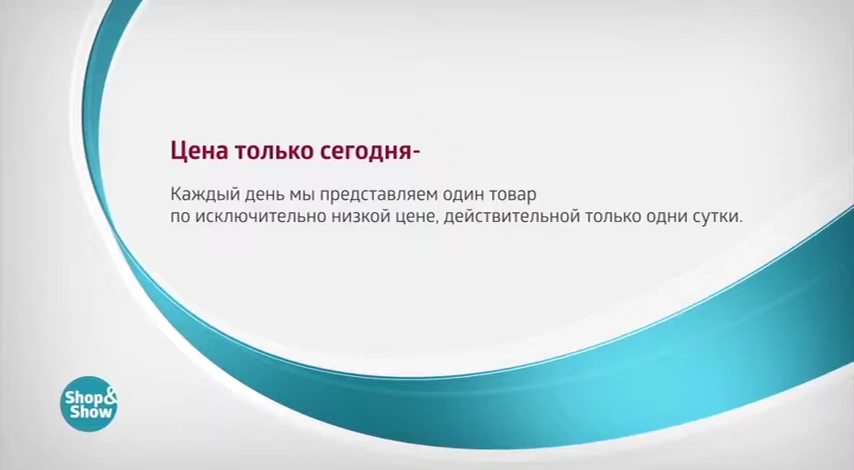 Цена только сегодня-
Каждый день мы представляем один товар
по исключительно низкой цене, действительной только одни сутки.
Shop&
Show